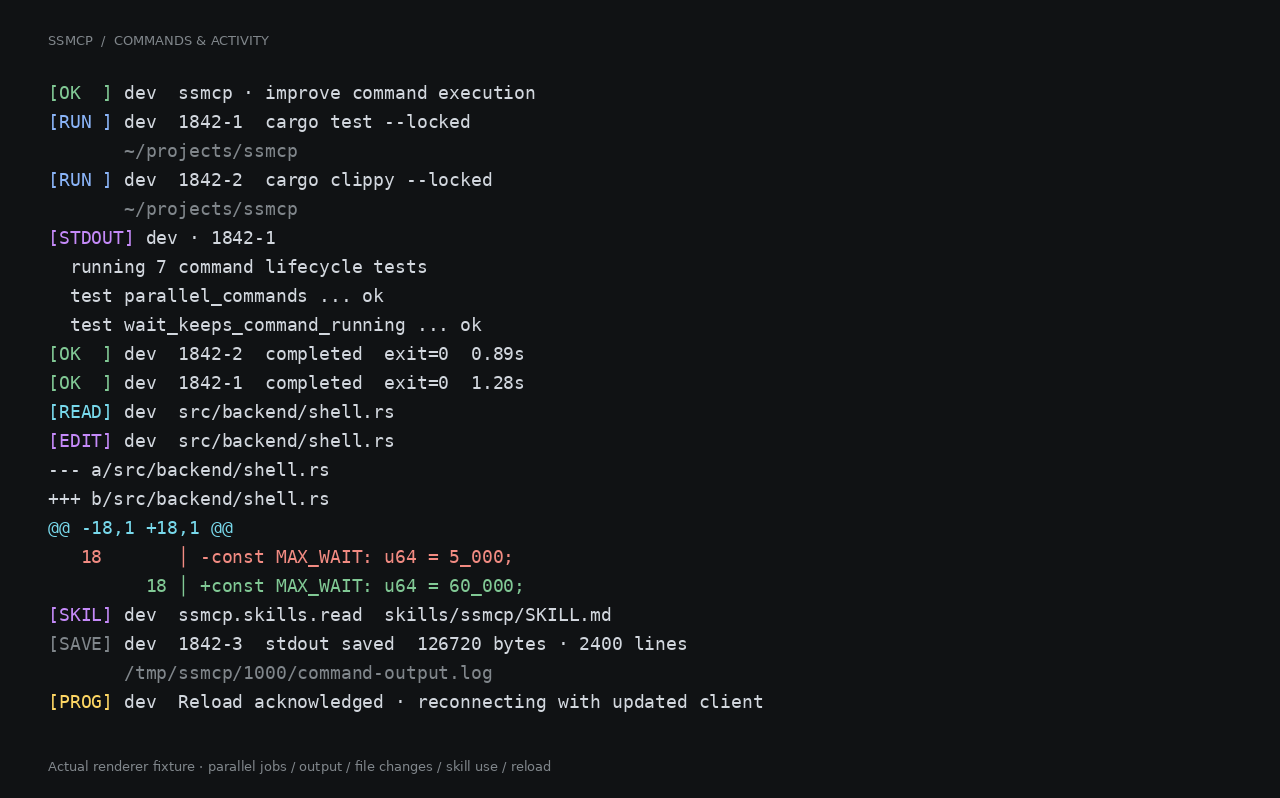 SSMCP / COMMANDS & ACTIVITY
[OK  ] dev  ssmcp · improve command execution
[RUN ] dev  1842-1  cargo test --locked
~/projects/ssmcp
[RUN ] dev  1842-2  cargo clippy --locked
~/projects/ssmcp
[STDOUT] dev · 1842-1
running 7 command lifecycle tests
test parallel_commands ... ok
test wait_keeps_command_running ... ok
[OK  ] dev  1842-2  completed  exit=0  0.89s
[OK  ] dev  1842-1  completed  exit=0  1.28s
[READ] dev  src/backend/shell.rs
[EDIT] dev  src/backend/shell.rs
--- a/src/backend/shell.rs
+++ b/src/backend/shell.rs
@@ -18,1 +18,1 @@
18       │ -const MAX_WAIT: u64 = 5_000;
18 │ +const MAX_WAIT: u64 = 60_000;
[SKIL] dev  ssmcp.skills.read  skills/ssmcp/SKILL.md
[SAVE] dev  1842-3  stdout saved  126720 bytes · 2400 lines
/tmp/ssmcp/1000/command-output.log
[PROG] dev  Reload acknowledged · reconnecting with updated client
Actual renderer fixture · parallel jobs / output / file changes / skill use / reload